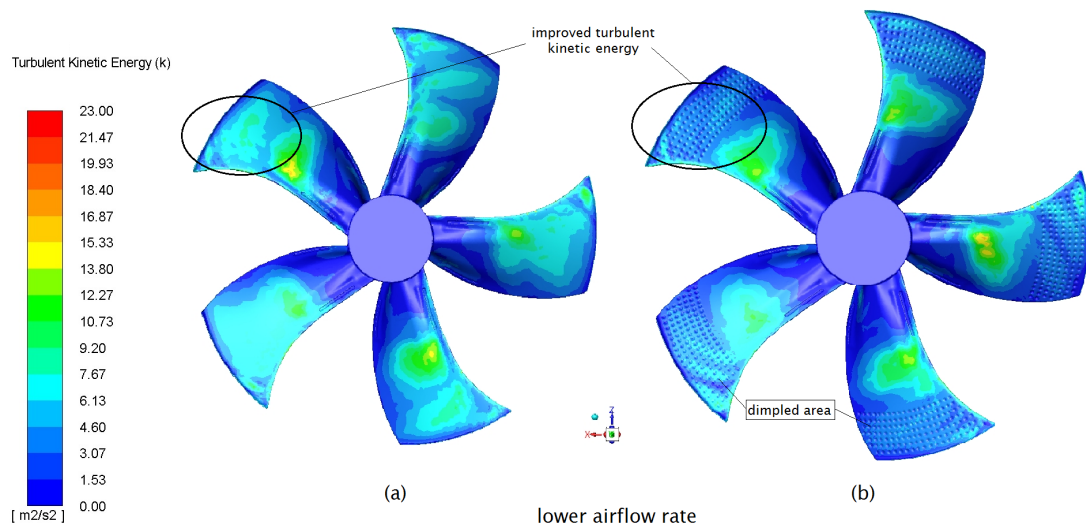 improved turbulent
kinetic energy
Turbulent Kinetic Energy (k)
23.00
21.47
19.93
18.40
16.87
15.33
13.80
12.27
10.73
9.20
7.67
6.13
4.60
3.07
1.53
0.00
[ m2/s2 ]
dimpled area
Z
X
(a)
(b)
lower airflow rate